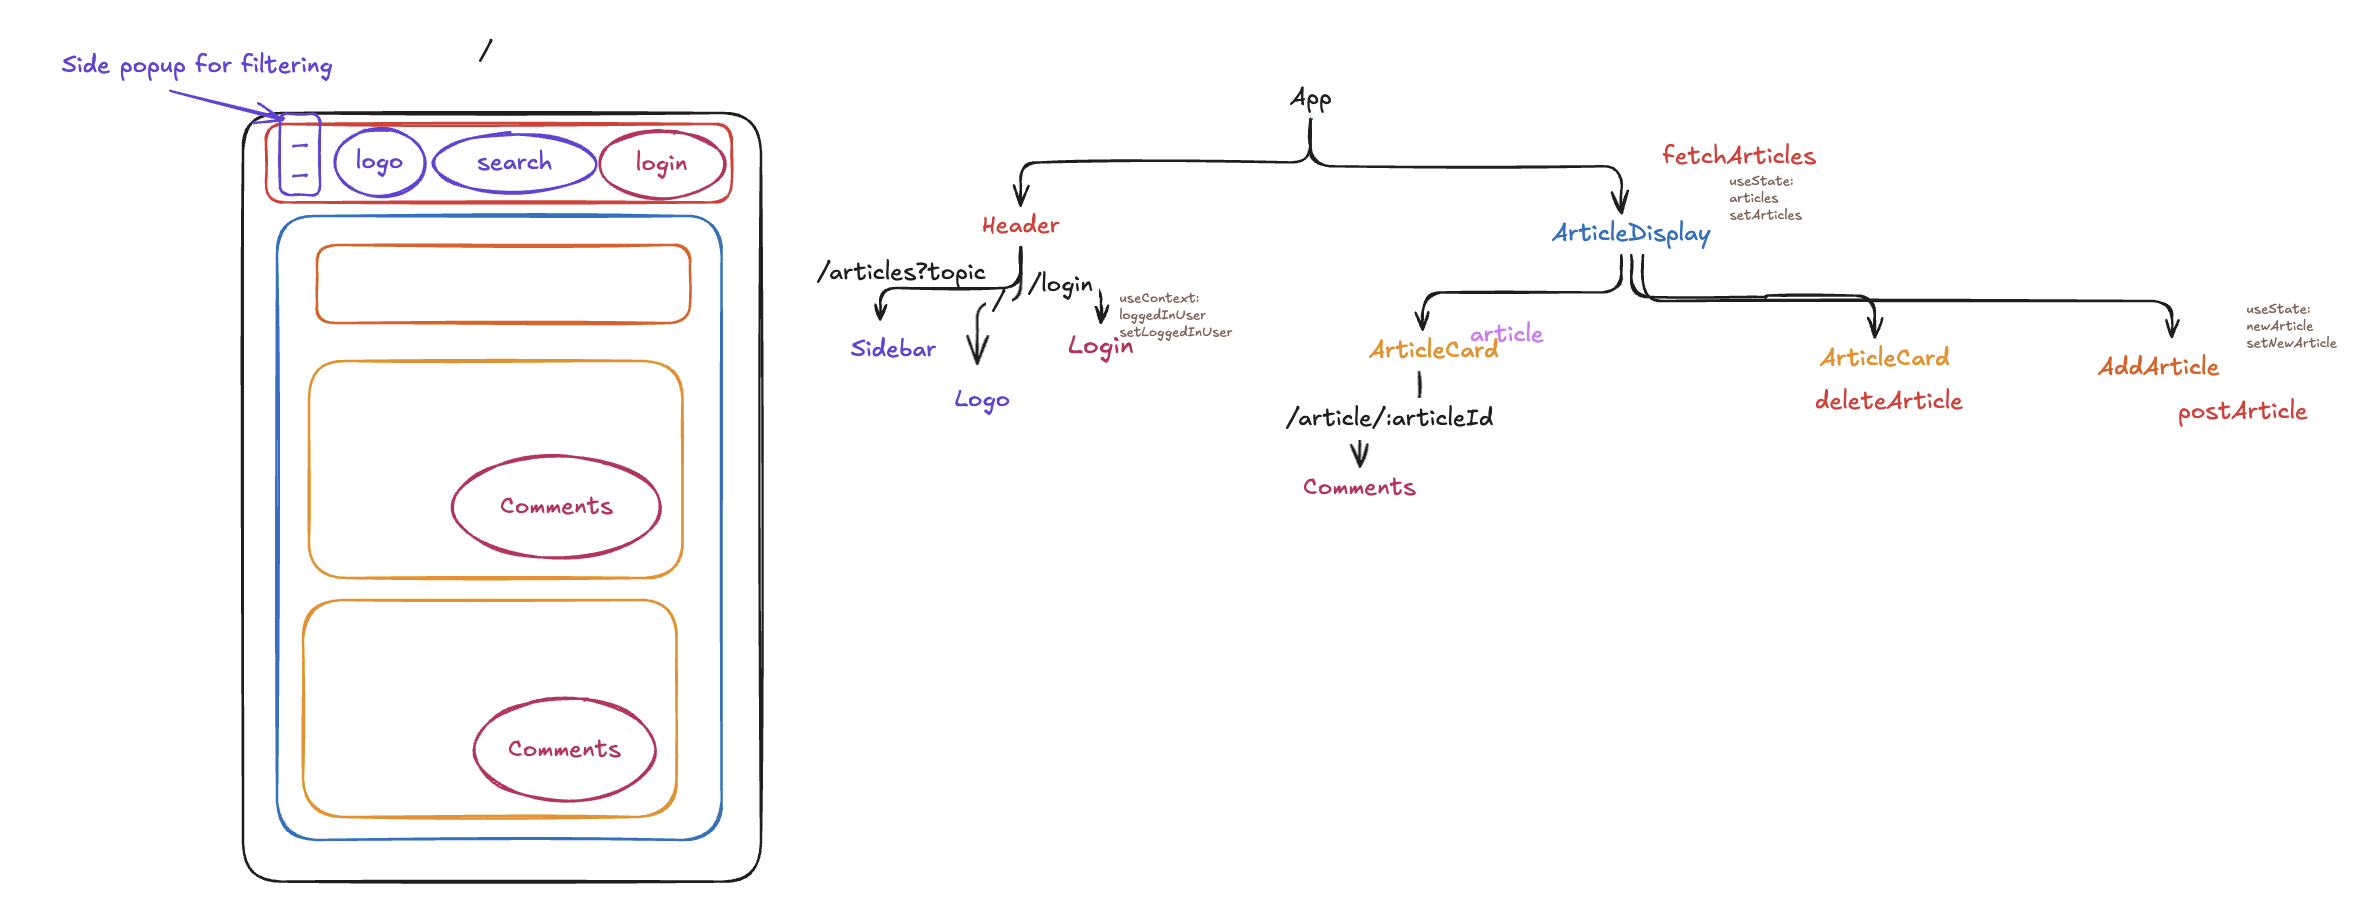 /
Side popup for filtering
logo
search
login
Comments
Comments
App
fetchArticles
useState:
articles
setArticles
Header
ArticleDisplay
/articles?topic
/
/login
useContext:
loggedInUser
setLoggedInUser
Sidebar
Login
Logo
article
ArticleCard
/article/:articleId
Comments
ArticleCard
deleteArticle
useState:
newArticle
setNewArticle
AddArticle
postArticle